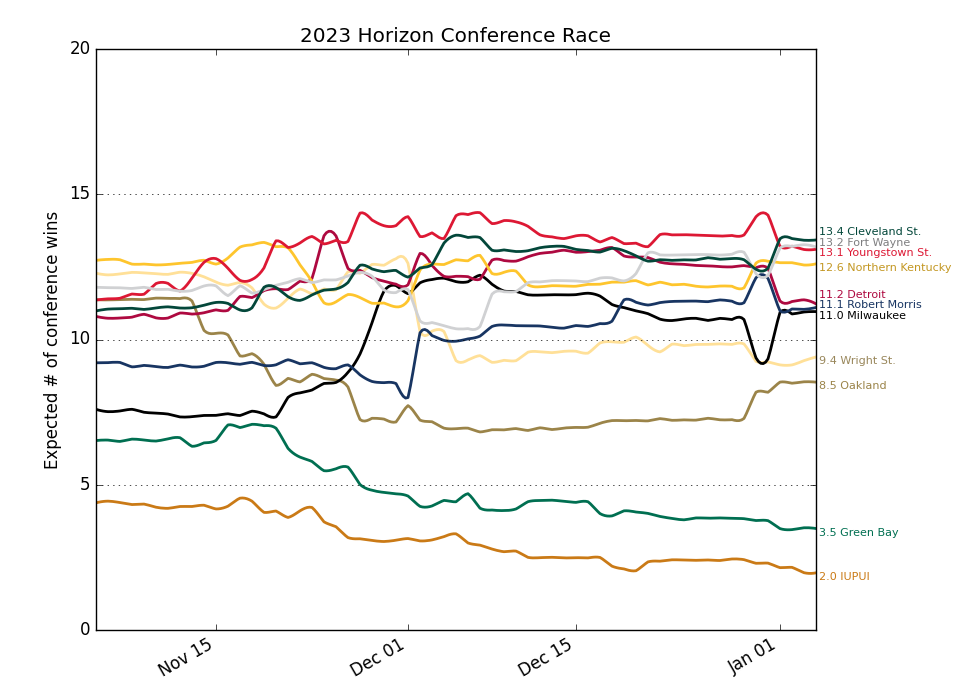 2023 Horizon Conference Race
Expected # of conference wins
20
15
10
5
0
Nov 15
Dec 01
Dec 15
Jan 01
13.4 Cleveland St.
13.2 Fort Wayne
13.1 Youngstown St.
12.6 Northern Kentucky
11.2 Detroit
11.1 Robert Morris
11.0 Milwaukee
9.4 Wright St.
8.5 Oakland
3.5 Green Bay
2.0 IUPUI